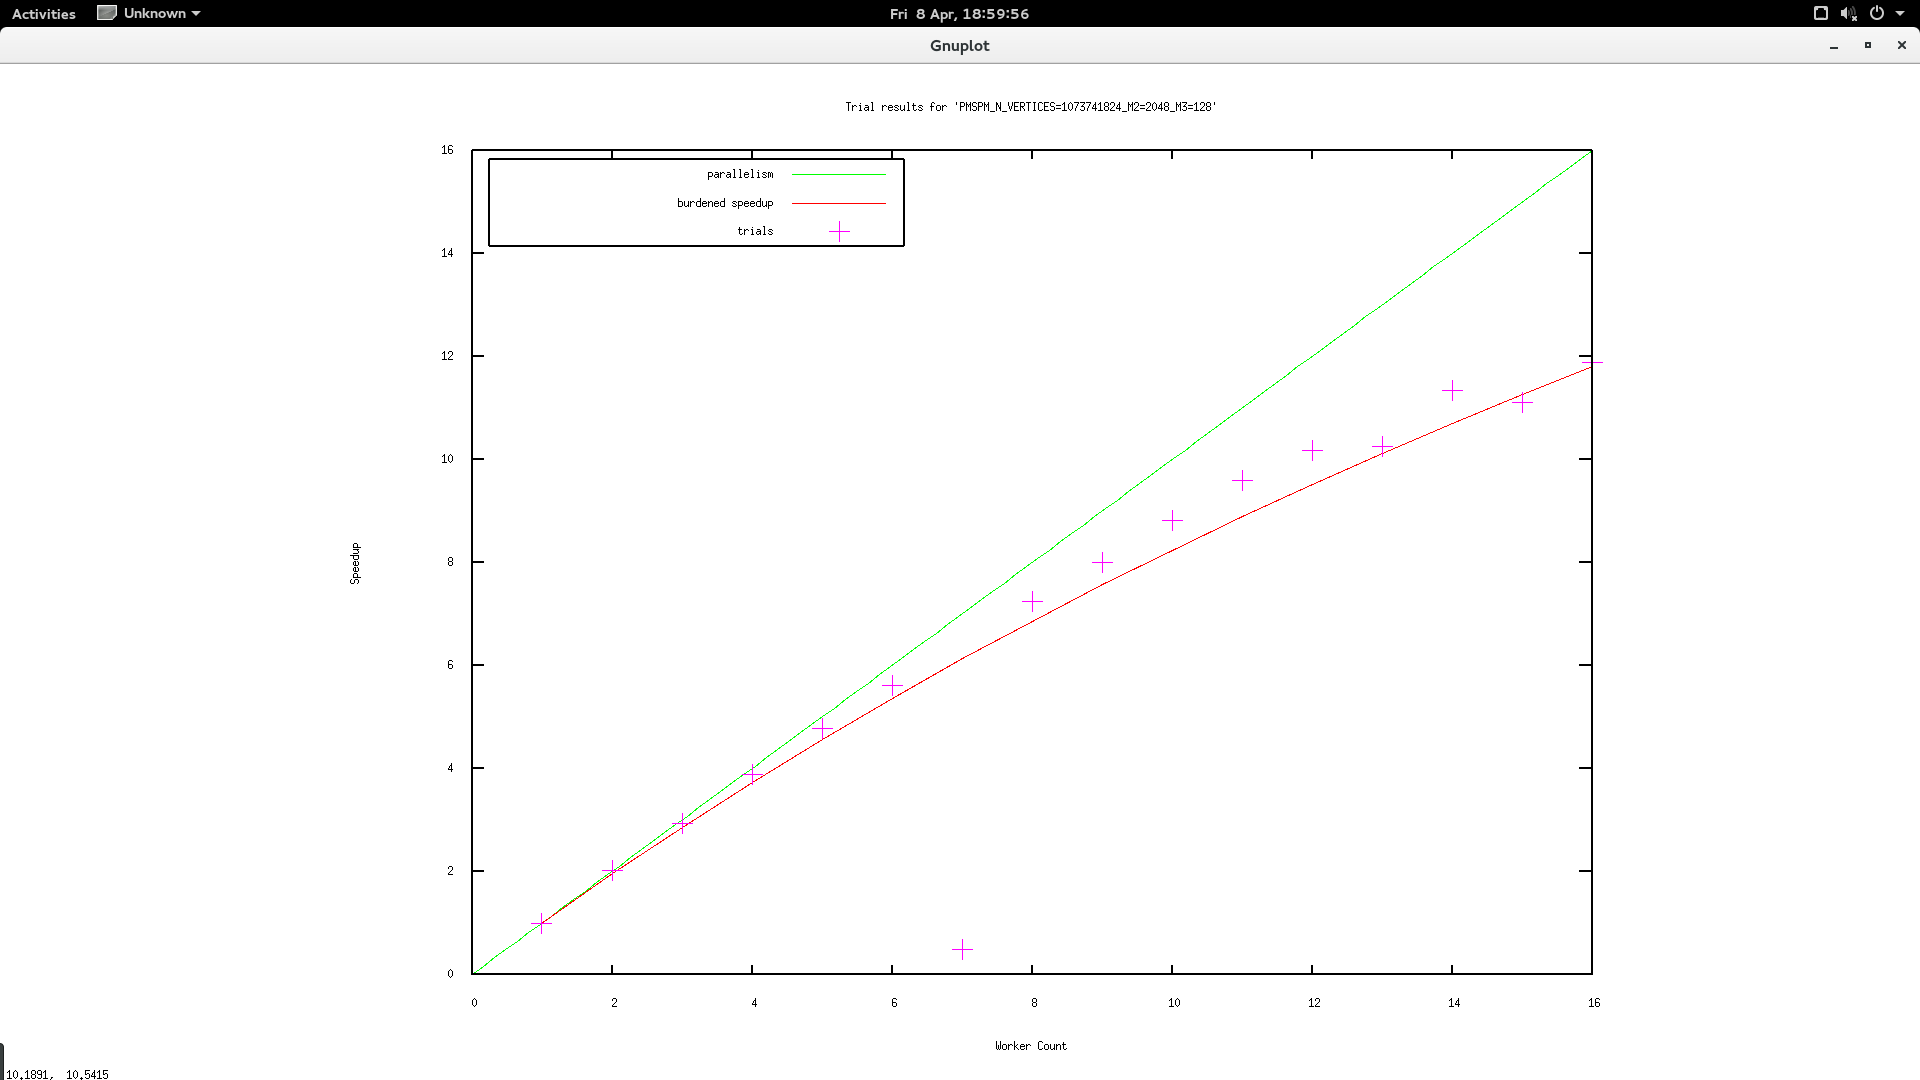 Activities Unknown Fri 8 Apr, 18:59:56
Gnuplot
Trial results for 'PMSPM_N_VERTICES=1073741824_M2=2048_M3=128'
parallelism
burdened speedup
trials
16
14
12
10
8
6
4
2
0
Speedup
0 2 4 6 8 10 12 14 16
Worker Count
10.1891, 10.5415